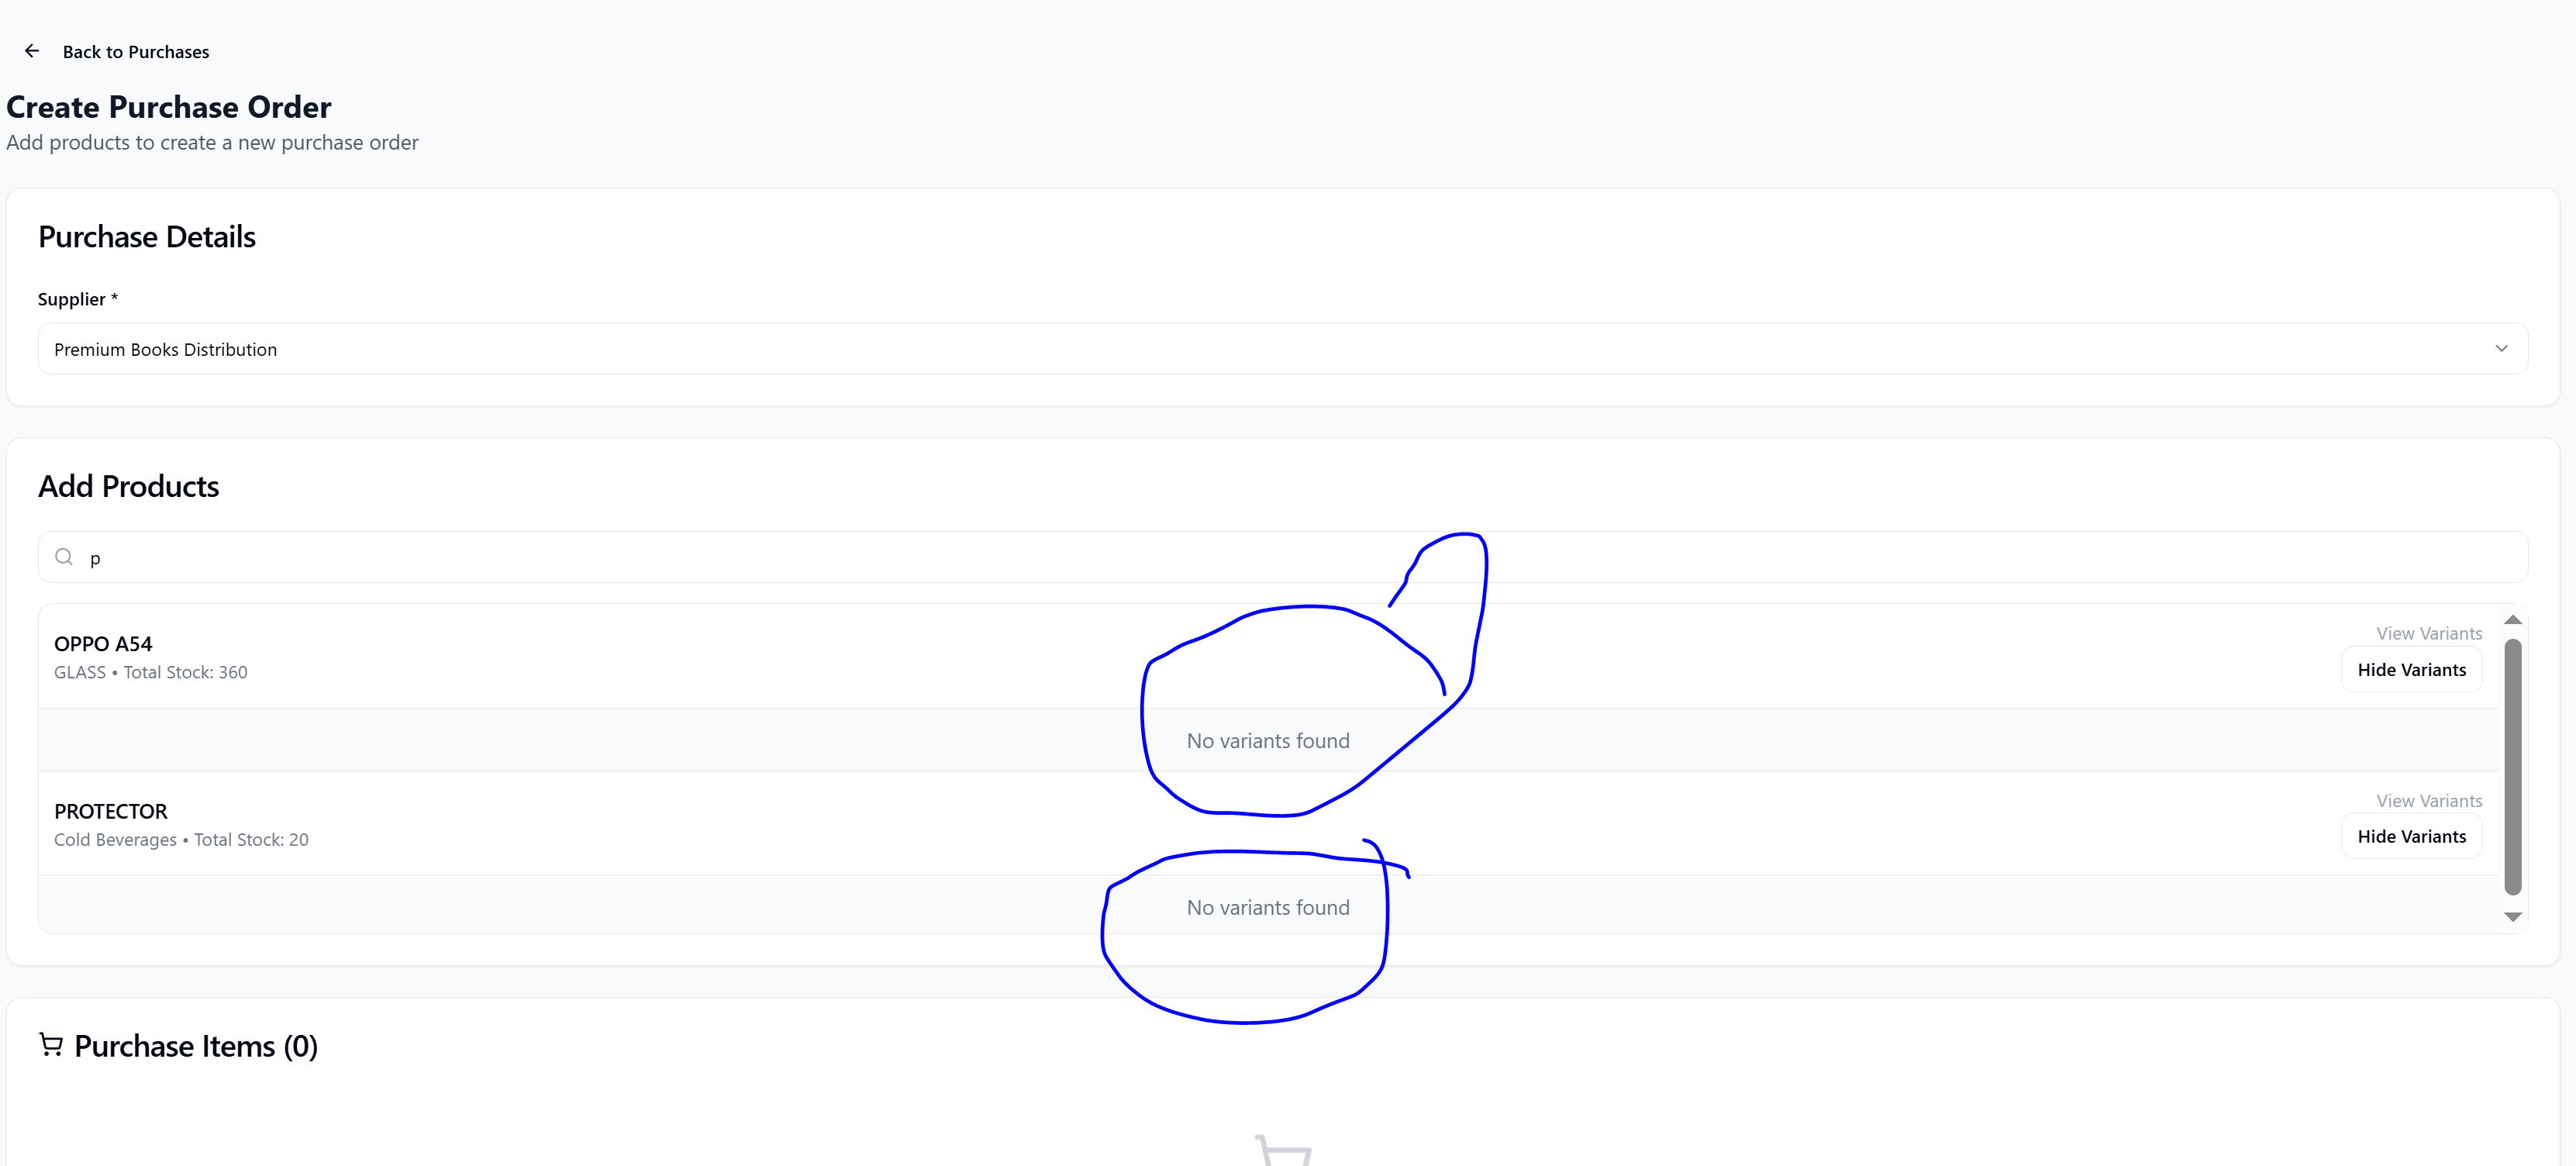 Back to Purchases
Create Purchase Order
Add products to create a new purchase order
Purchase Details
Supplier *
Premium Books Distribution
Add Products
p
OPPO A54
GLASS • Total Stock: 360
View Variants
Hide Variants
No variants found
PROTECTOR
Cold Beverages • Total Stock: 20
View Variants
Hide Variants
No variants found
Purchase Items (0)